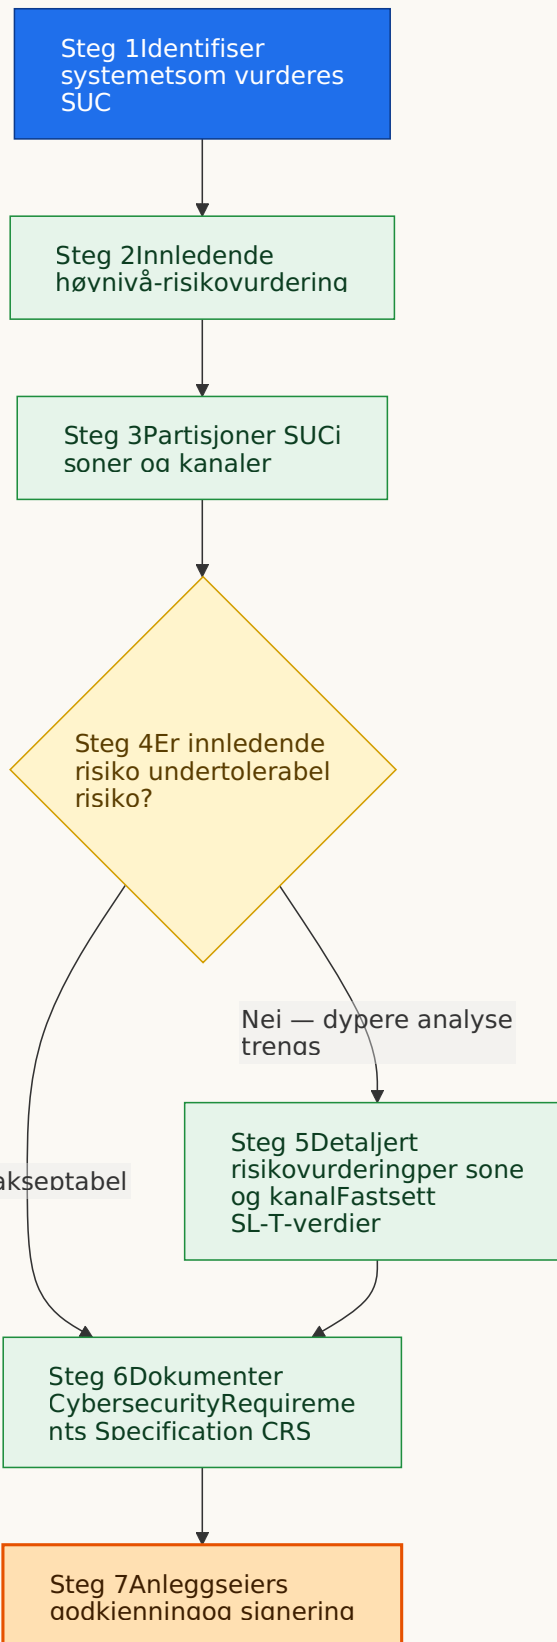 Steg 1Identifiser
systemetsom vurderes
SUC
Steg 2Innledende
høynivå-risikovurdering
Steg 3Partisjoner SUCi
soner og kanaler
Steg 4Er innledende
risiko undertolerabel
risiko?
Nei — dypere analyse
trengs
akseptabel
Steg 5Detaljert
risikovurderingper sone
og kanalFastsett
SL-T-verdier
Steg 6Dokumenter
CybersecurityRequireme
nts Specification CRS
Steg 7Anleggseiers
godkjenningog signering